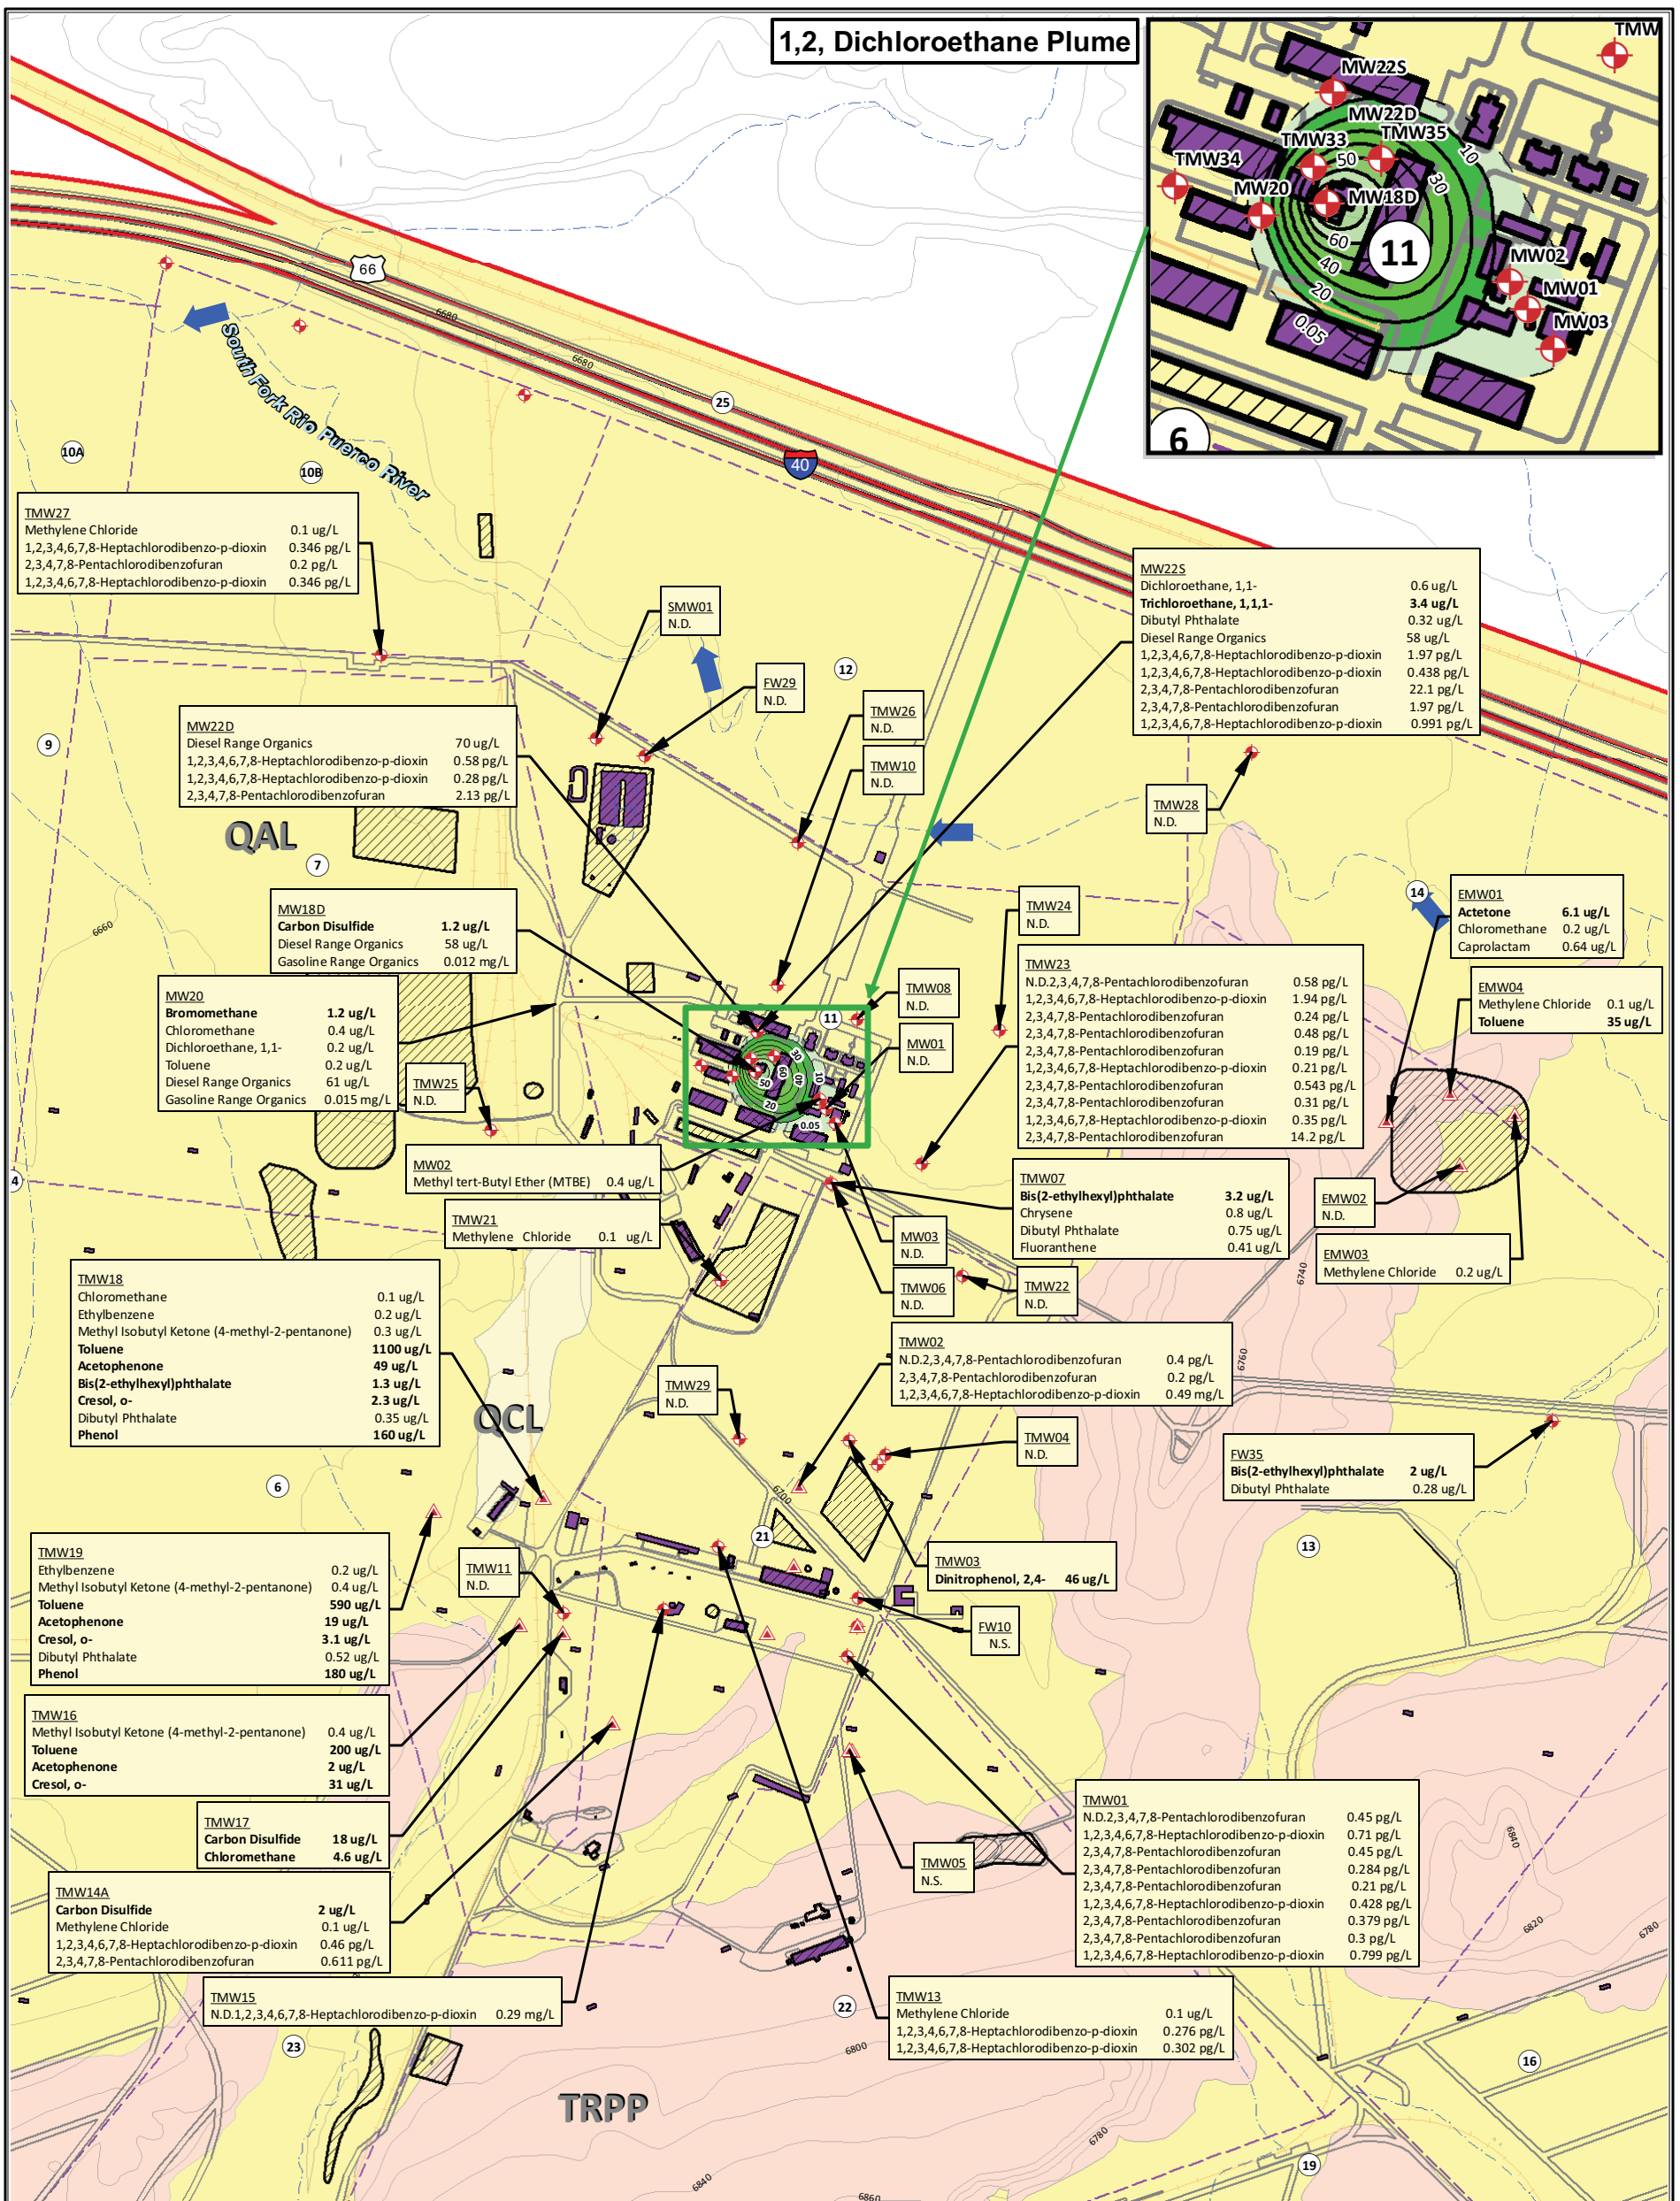 1,2, Dichloroethane Plume
TMW
MW22S
MW22D
TMW35
TMW33
50
10
30
TMW34
MW20
MW18D
60
11
40
20
0.05
MW02
MW01
MW03
6
66
6680
6680
25
40
South Fork Rio Puerco River
10A
10B
TMW27
Methylene Chloride 0.1 ug/L
1,2,3,4,6,7,8-Heptachlorodibenzo-p-dioxin 0.346 pg/L
2,3,4,7,8-Pentachlorodibenzofuran 0.2 pg/L
1,2,3,4,6,7,8-Heptachlorodibenzo-p-dioxin 0.346 pg/L
MW22S
Dichloroethane, 1,1- 0.6 ug/L
Trichloroethane, 1,1,1- 3.4 ug/L
Dibutyl Phthalate 0.32 ug/L
Diesel Range Organics 58 ug/L
1,2,3,4,6,7,8-Heptachlorodibenzo-p-dioxin 1.97 pg/L
1,2,3,4,6,7,8-Heptachlorodibenzo-p-dioxin 0.438 pg/L
2,3,4,7,8-Pentachlorodibenzofuran 22.1 pg/L
2,3,4,7,8-Pentachlorodibenzofuran 1.97 pg/L
1,2,3,4,6,7,8-Heptachlorodibenzo-p-dioxin 0.991 pg/L
SMW01
N.D.
12
FW29
N.D.
TMW26
N.D.
TMW10
N.D.
9
MW22D
Diesel Range Organics 70 ug/L
1,2,3,4,6,7,8-Heptachlorodibenzo-p-dioxin 0.58 pg/L
1,2,3,4,6,7,8-Heptachlorodibenzo-p-dioxin 0.28 pg/L
2,3,4,7,8-Pentachlorodibenzofuran 2.13 pg/L
TMW28
N.D.
QAL
7
6660
MW18D
Carbon Disulfide 1.2 ug/L
Diesel Range Organics 58 ug/L
Gasoline Range Organics 0.012 mg/L
TMW24
N.D.
14
EMW01
Actetone 6.1 ug/L
Chloromethane 0.2 ug/L
Caprolactam 0.64 ug/L
EMW04
Methylene Chloride 0.1 ug/L
Toluene 35 ug/L
MW20
Bromomethane 1.2 ug/L
Chloromethane 0.4 ug/L
Dichloroethane, 1,1- 0.2 ug/L
Toluene 0.2 ug/L
Diesel Range Organics 61 ug/L
Gasoline Range Organics 0.015 mg/L
TMW08
N.D.
11
MW01
N.D.
30
60
40
10
50
20
0.05
TMW23
N.D.2,3,4,7,8-Pentachlorodibenzofuran 0.58 pg/L
1,2,3,4,6,7,8-Heptachlorodibenzo-p-dioxin 1.94 pg/L
2,3,4,7,8-Pentachlorodibenzofuran 0.24 pg/L
2,3,4,7,8-Pentachlorodibenzofuran 0.48 pg/L
2,3,4,7,8-Pentachlorodibenzofuran 0.19 pg/L
1,2,3,4,6,7,8-Heptachlorodibenzo-p-dioxin 0.21 pg/L
2,3,4,7,8-Pentachlorodibenzofuran 0.543 pg/L
2,3,4,7,8-Pentachlorodibenzofuran 0.31 pg/L
1,2,3,4,6,7,8-Heptachlorodibenzo-p-dioxin 0.35 pg/L
2,3,4,7,8-Pentachlorodibenzofuran 14.2 pg/L
TMW25
N.D.
4
MW02
Methyl tert-Butyl Ether (MTBE) 0.4 ug/L
TMW07
Bis(2-ethylhexyl)phthalate 3.2 ug/L
Chrysene 0.8 ug/L
Dibutyl Phthalate 0.75 ug/L
Fluoranthene 0.41 ug/L
EMW02
N.D.
TMW21
Methylene Chloride 0.1 ug/L
MW03
N.D.
EMW03
Methylene Chloride 0.2 ug/L
6740
TMW06
N.D.
TMW22
N.D.
TMW18
Chloromethane 0.1 ug/L
Ethylbenzene 0.2 ug/L
Methyl Isobutyl Ketone (4-methyl-2-pentanone) 0.3 ug/L
Toluene 1100 ug/L
Acetophenone 49 ug/L
Bis(2-ethylhexyl)phthalate 1.3 ug/L
Cresol, o- 2.3 ug/L
Dibutyl Phthalate 0.35 ug/L
Phenol 160 ug/L
TMW02
N.D.2,3,4,7,8-Pentachlorodibenzofuran 0.4 pg/L
2,3,4,7,8-Pentachlorodibenzofuran 0.2 pg/L
1,2,3,4,6,7,8-Heptachlorodibenzo-p-dioxin 0.49 mg/L
6760
TMW29
N.D.
QCL
TMW04
N.D.
FW35
Bis(2-ethylhexyl)phthalate 2 ug/L
Dibutyl Phthalate 0.28 ug/L
6
6700
21
13
TMW19
Ethylbenzene 0.2 ug/L
Methyl Isobutyl Ketone (4-methyl-2-pentanone) 0.4 ug/L
Toluene 590 ug/L
Acetophenone 19 ug/L
Cresol, o- 3.1 ug/L
Dibutyl Phthalate 0.52 ug/L
Phenol 180 ug/L
TMW11
N.D.
TMW03
Dinitrophenol, 2,4- 46 ug/L
FW10
N.S.
TMW16
Methyl Isobutyl Ketone (4-methyl-2-pentanone) 0.4 ug/L
Toluene 200 ug/L
Acetophenone 2 ug/L
Cresol, o- 31 ug/L
TMW17
Carbon Disulfide 18 ug/L
Chloromethane 4.6 ug/L
TMW01
N.D.2,3,4,7,8-Pentachlorodibenzofuran 0.45 pg/L
1,2,3,4,6,7,8-Heptachlorodibenzo-p-dioxin 0.71 pg/L
2,3,4,7,8-Pentachlorodibenzofuran 0.45 pg/L
2,3,4,7,8-Pentachlorodibenzofuran 0.284 pg/L
2,3,4,7,8-Pentachlorodibenzofuran 0.21 pg/L
1,2,3,4,6,7,8-Heptachlorodibenzo-p-dioxin 0.428 pg/L
2,3,4,7,8-Pentachlorodibenzofuran 0.379 pg/L
2,3,4,7,8-Pentachlorodibenzofuran 0.3 pg/L
1,2,3,4,6,7,8-Heptachlorodibenzo-p-dioxin 0.799 pg/L
6840
TMW05
N.S.
TMW14A
Carbon Disulfide 2 ug/L
Methylene Chloride 0.1 ug/L
1,2,3,4,6,7,8-Heptachlorodibenzo-p-dioxin 0.46 pg/L
2,3,4,7,8-Pentachlorodibenzofuran 0.611 pg/L
6820
6780
TMW15
N.D.1,2,3,4,6,7,8-Heptachlorodibenzo-p-dioxin 0.29 mg/L
22
TMW13
Methylene Chloride 0.1 ug/L
1,2,3,4,6,7,8-Heptachlorodibenzo-p-dioxin 0.276 pg/L
1,2,3,4,6,7,8-Heptachlorodibenzo-p-dioxin 0.302 pg/L
23
6800
16
TRPP
6780
19
6840
6860